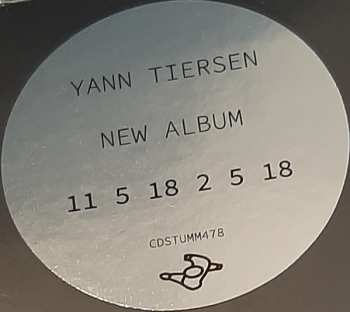 YANN TIERSEN
NEW ALBUM
11 5 18 2 5 18
CDSTUMM478